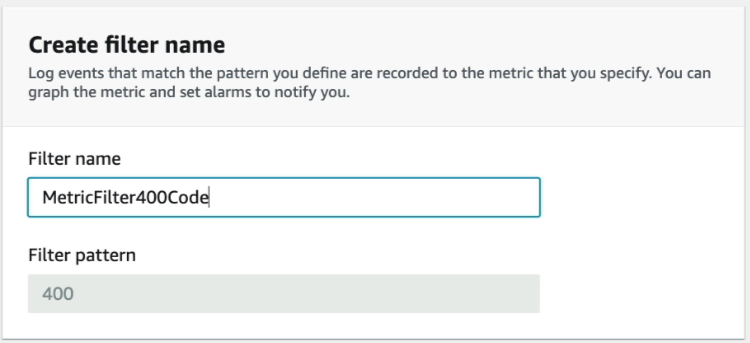 Create filter name
Log events that match the pattern you define are recorded to the metric that you specify. You can
graph the metric and set alarms to notify you.
Filter name
MetricFilter400Code
Filter pattern
400